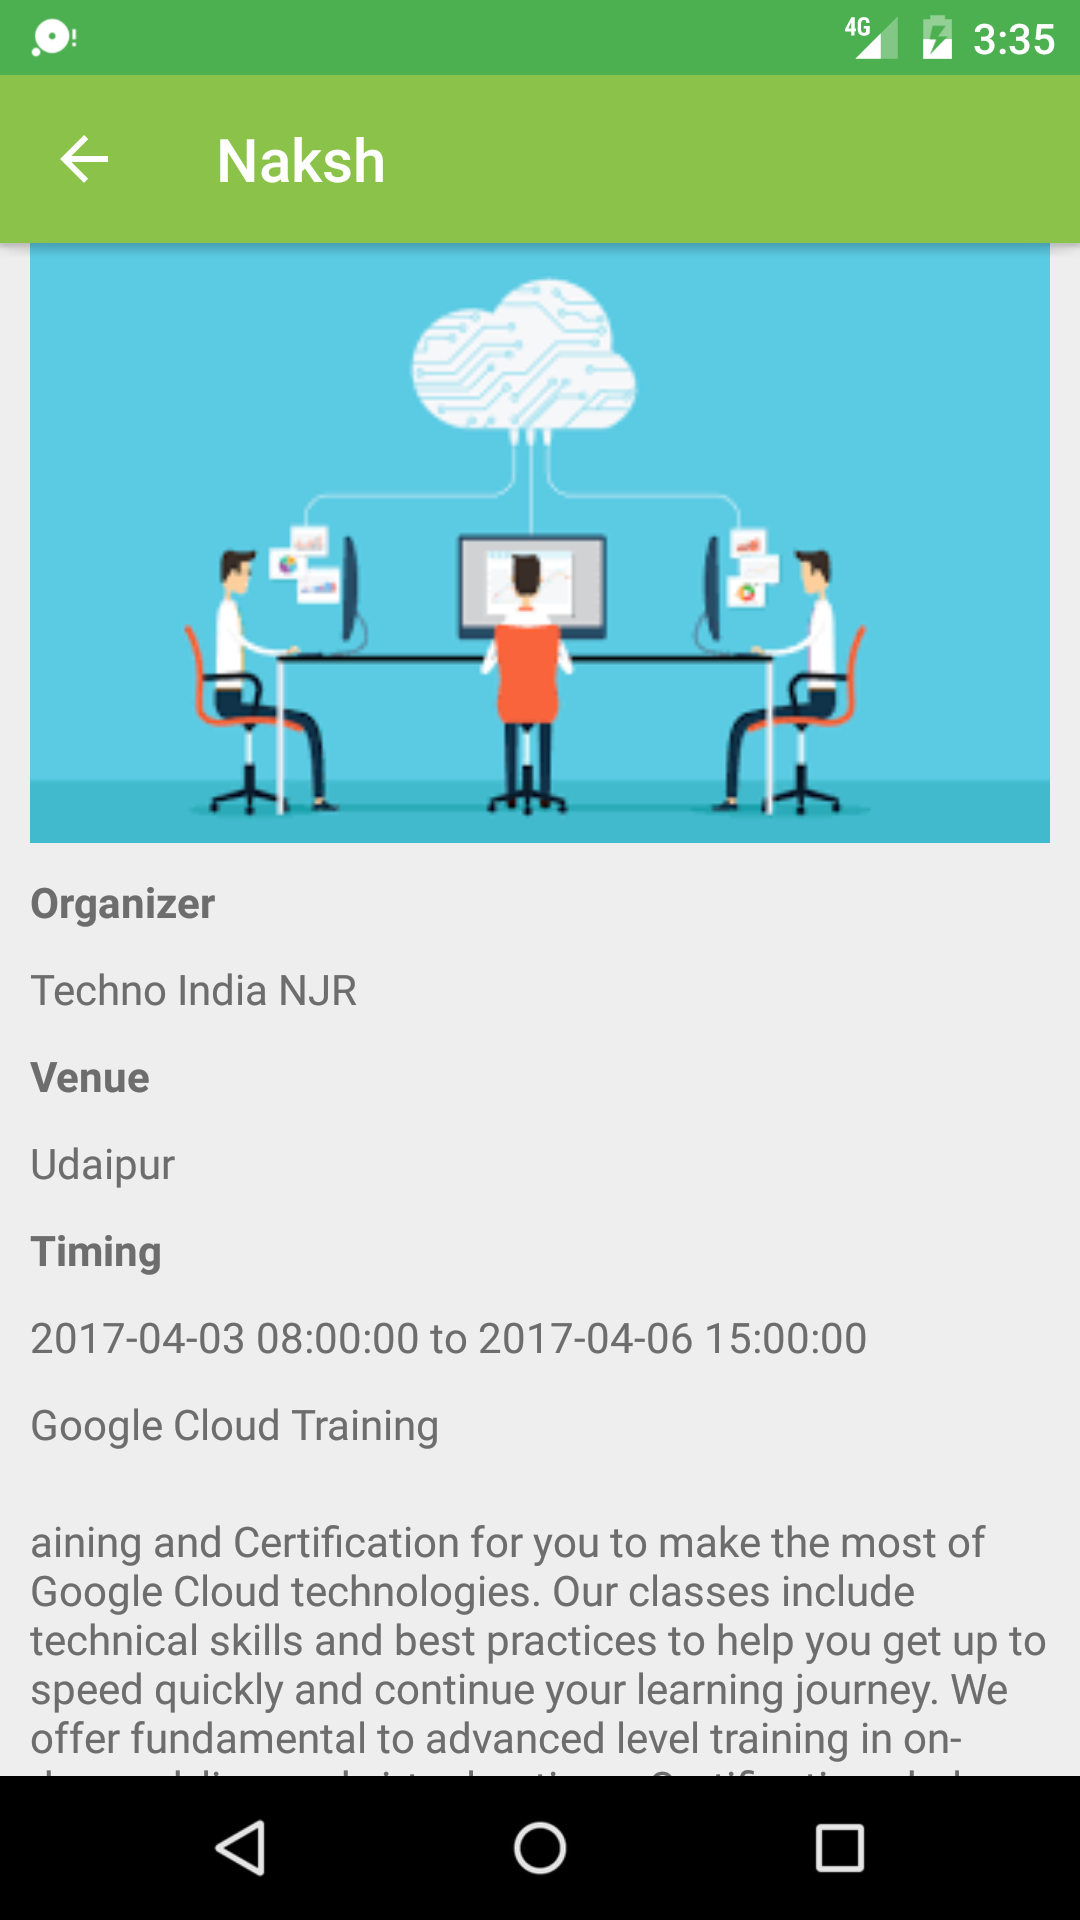 4G 3:35
Naksh
Organizer
Techno India NJR
Venue
Udaipur
Timing
2017-04-03 08:00:00 to 2017-04-06 15:00:00
Google Cloud Training
aining and Certification for you to make the most of
Google Cloud technologies. Our classes include
technical skills and best practices to help you get up to
speed quickly and continue your learning journey. We
offer fundamental to advanced level training in on-